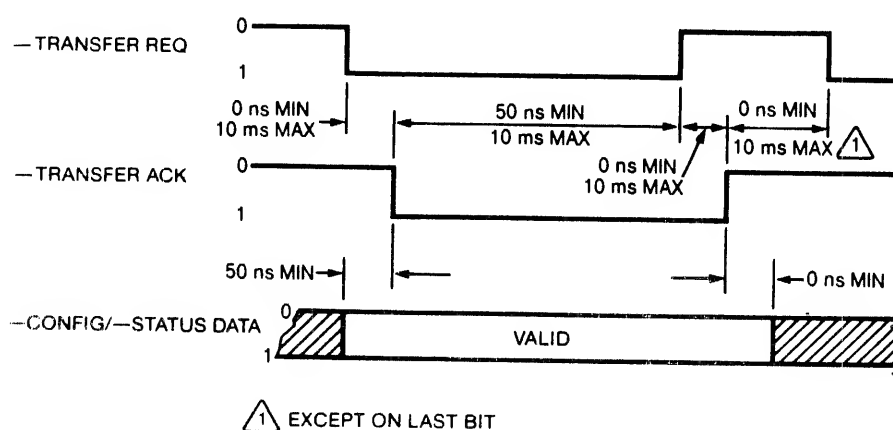 0
—TRANSFER REQ
1
0 ns MIN
10 ms MAX
50 ns MIN
10 ms MAX
0 ns MIN
10 ms MAX
0 ns MIN
10 ms MAX 1
0
—TRANSFER ACK
1
50 ns MIN
0 ns MIN
0
—CONFIG/—STATUS DATA
VALID
1
1 EXCEPT ON LAST BIT